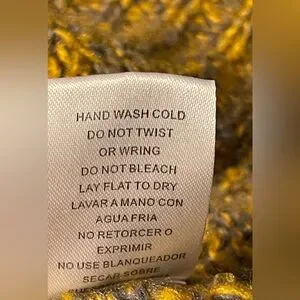 HAND WASH COLD
DO NOT TWIST
OR WRING
DO NOT BLEACH
LAY FLAT TO DRY
LAVAR A MANO CON
AGUA FRIA
NO RETORCER O
EXPRIMIR
NO USE BLANQUEADOR
SECAR SOBRE